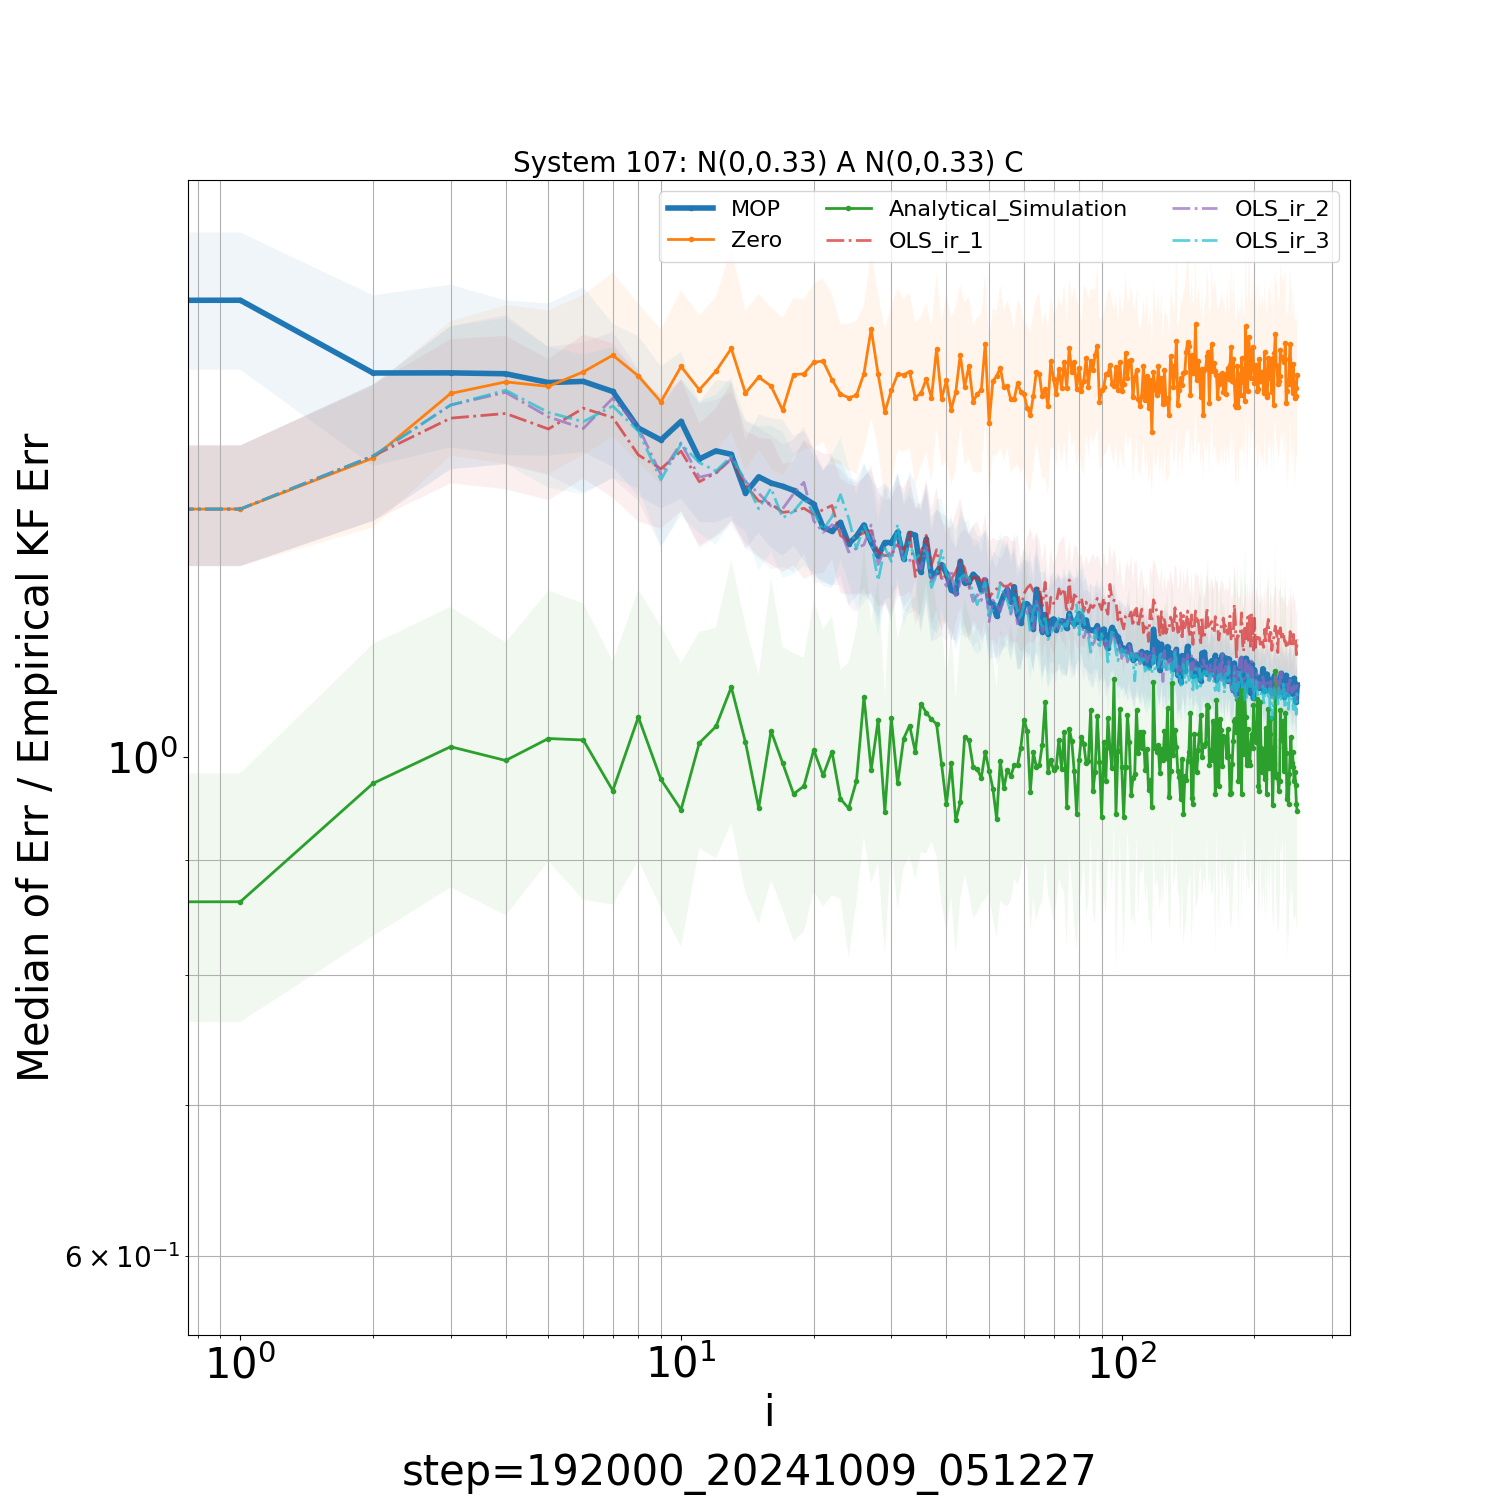 System 107: N(0,0.33) A N(0,0.33) C
MOP
Zero
Analytical_Simulation
OLS_ir_1
OLS_ir_2
OLS_ir_3
Median of Err / Empirical KF Err
10⁰
6 × 10⁻¹
10⁰ 10¹ 10²
i
step=192000_20241009_051227